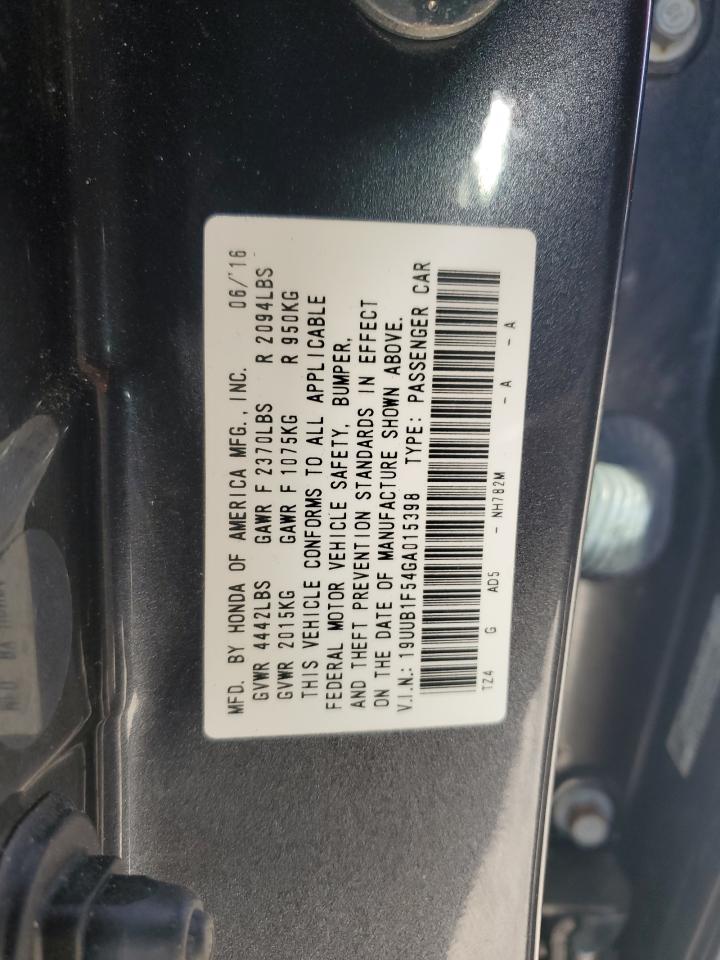 MFD. BY HONDA OF AMERICA MFG., INC. 06/'16
GVWR 4442LBS GAWR F 2370LBS R 2094LBS
GVWR 2015KG GAWR F 1075KG R 950KG
THIS VEHICLE CONFORMS TO ALL APPLICABLE
FEDERAL MOTOR VEHICLE SAFETY, BUMPER,
AND THEFT PREVENTION STANDARDS IN EFFECT
ON THE DATE OF MANUFACTURE SHOWN ABOVE.
V.I.N.: 19UUB1F54GA015398 TYPE: PASSENGER CAR
TZ4 G AD5 - NH782M - A - A